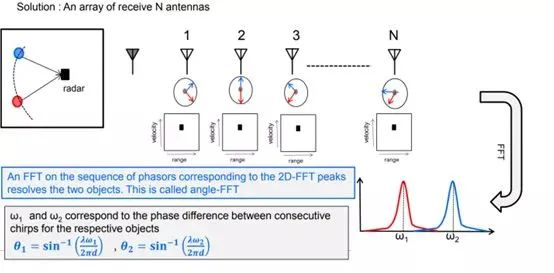 Solution : An array of receive N antennas
1 2 3 N
radar
velocity velocity velocity velocity
range range range range
FFT
An FFT on the sequence of phasors corresponding to the 2D-FFT peaks
resolves the two objects. This is called angle-FFT
ω₁ and ω₂ correspond to the phase difference between consecutive
chirps for the respective objects
θ₁ = sin⁻¹ (λω₁/2πd) , θ₂ = sin⁻¹ (λω₂/2πd)
ω₁ ω₂